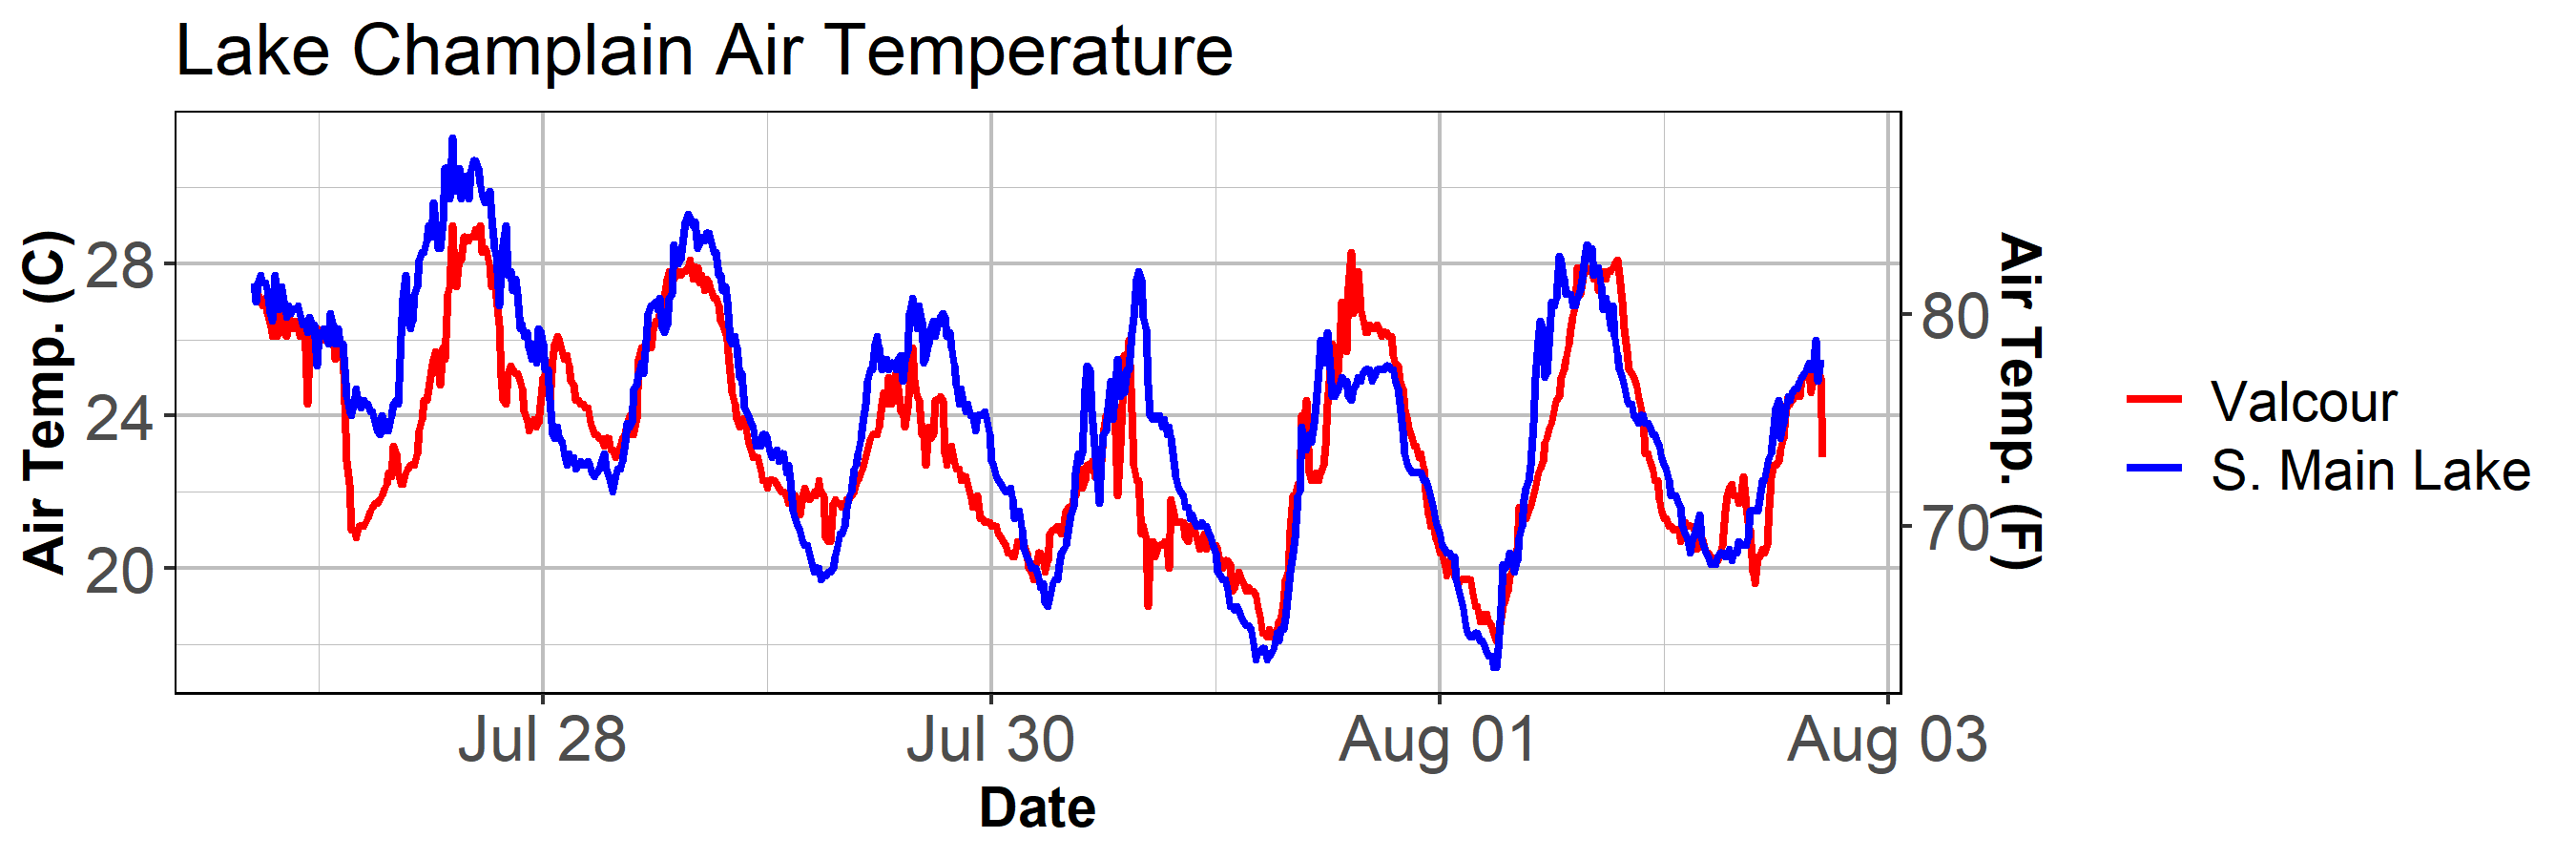 Lake Champlain Air Temperature
Air Temp. (C)
28
24
20
80
70
Air Temp. (F)
Jul 28
Jul 30
Aug 01
Aug 03
Date
Valcour
S. Main Lake